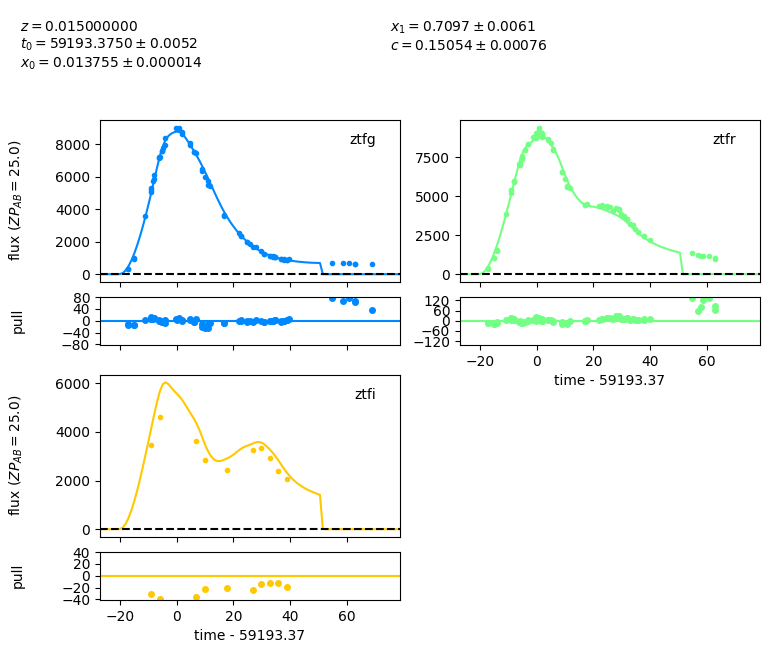 z = 0.015000000
t₀ = 59193.3750 ± 0.0052
x₀ = 0.013755 ± 0.000014
x₁ = 0.7097 ± 0.0061
c = 0.15054 ± 0.00076
flux (ZP_AB = 25.0)
8000
6000
4000
2000
0
ztfg
7500
5000
2500
0
ztfr
pull
80
40
0
−40
−80
120
60
0
−60
−120
−20 0 20 40 60
time - 59193.37
flux (ZP_AB = 25.0)
6000
4000
2000
0
ztfi
pull
40
20
0
−20
−40
−20 0 20 40 60
time - 59193.37